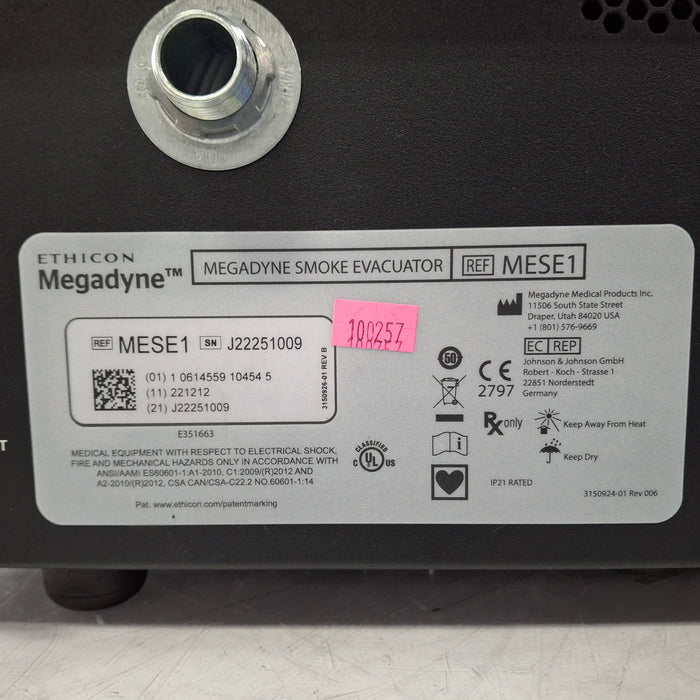 ETHICON
Megadyne™
MEGADYNE SMOKE EVACUATOR
REF MESE1
REF MESE1 SN J22251009
(01) 1 0614559 10454 5
(11) 221212
(21) J22251009
3150926-01 REV B
100257
Megadyne Medical Products Inc.
11506 South State Street
Draper, Utah 84020 USA
+1 (801) 576-9669
EC REP
Johnson & Johnson GmbH
Robert - Koch - Strasse 1
22851 Norderstedt
Germany
50
CE
2797
Rx only
Keep Away From Heat
Keep Dry
i
IP21 RATED
3150924-01 Rev 006
E351663
MEDICAL EQUIPMENT WITH RESPECT TO ELECTRICAL SHOCK,
FIRE AND MECHANICAL HAZARDS ONLY IN ACCORDANCE WITH
ANSI/AAMI ES60601-1:A1-2010, C1:2009/(R)2012 AND
A2-2010/(R)2012, CSA CAN/CSA-C22.2 NO.60601-1:14
CLASSIFIED
C UL US
Pat. www.ethicon.com/patentmarking
T